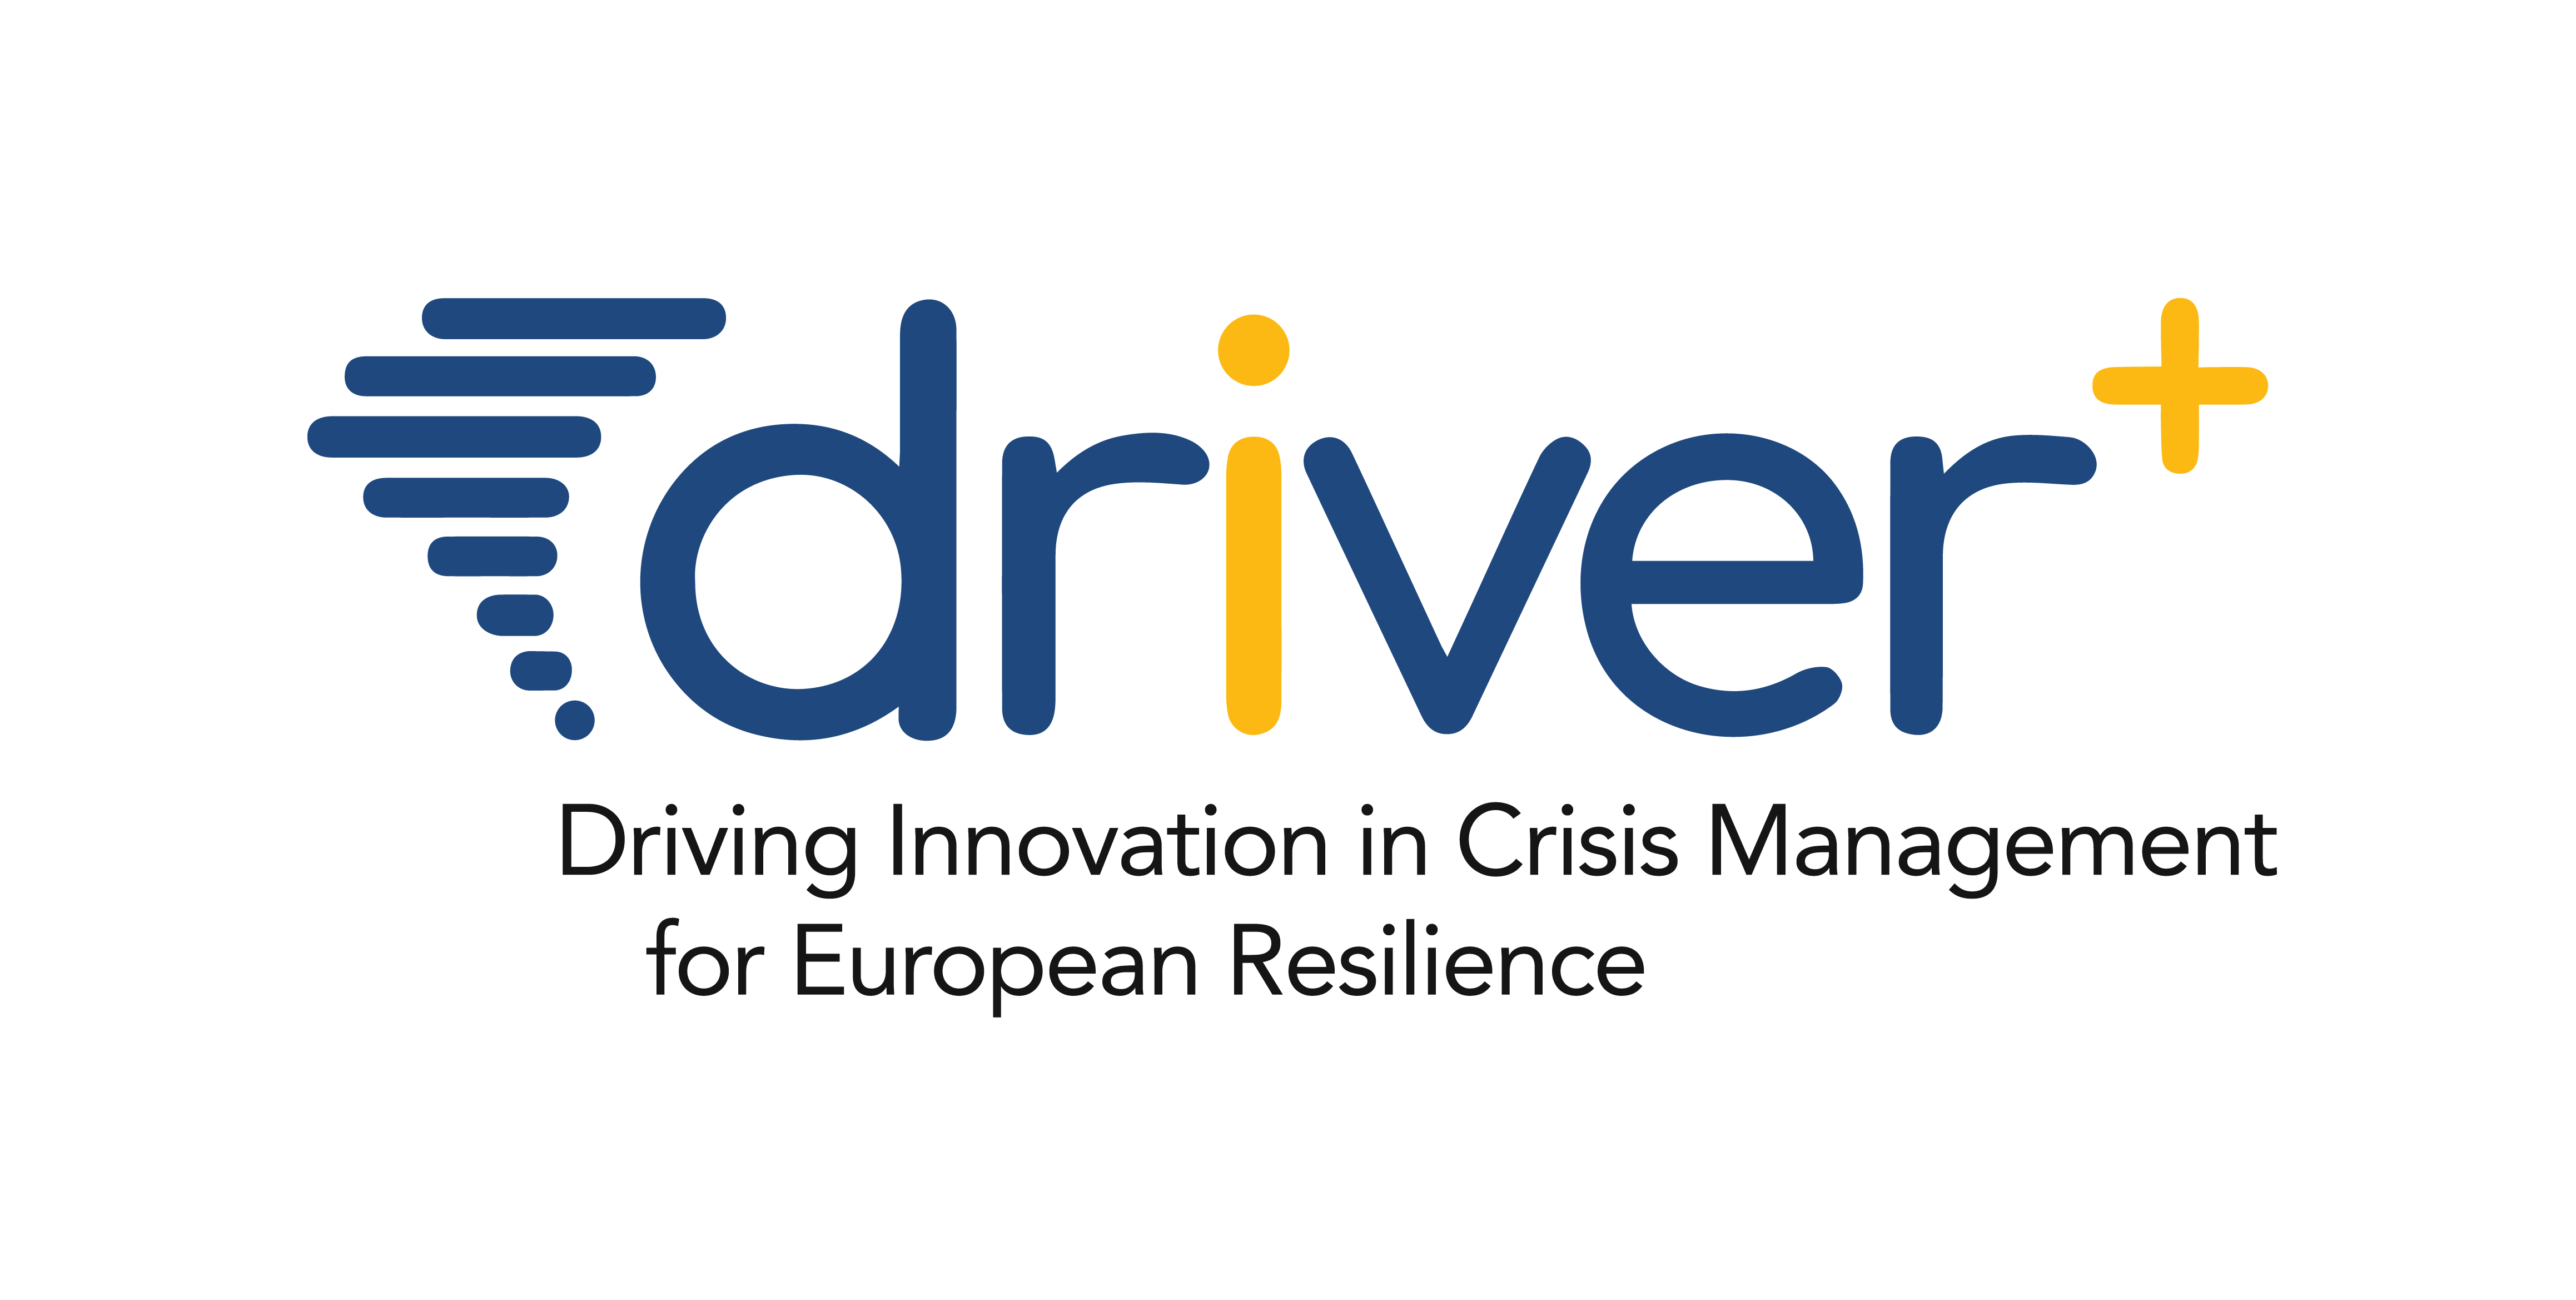 driver+
Driving Innovation in Crisis Management
for European Resilience